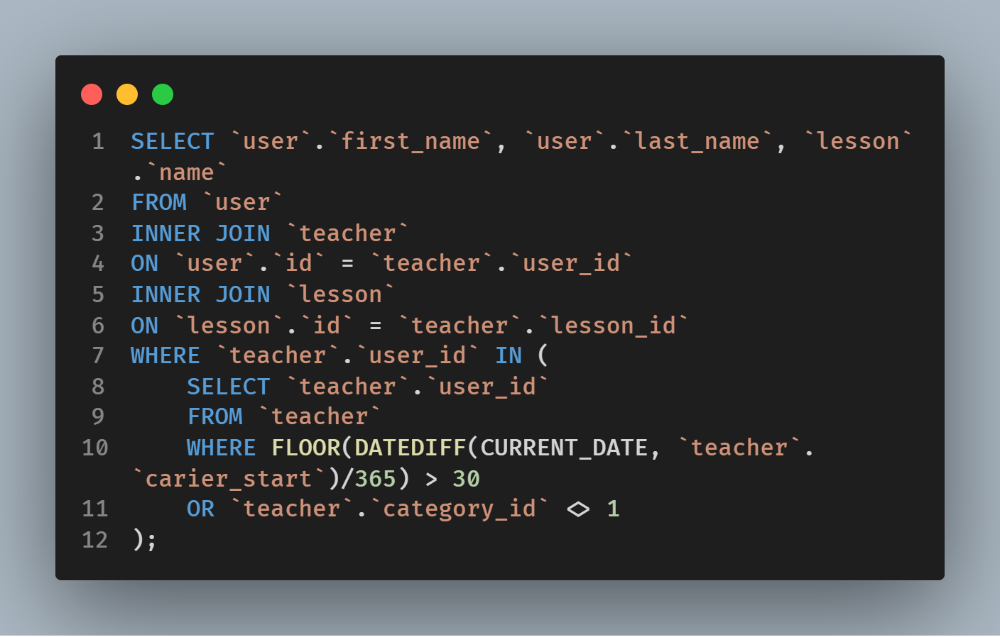 1 SELECT `user`.`first_name`, `user`.`last_name`, `lesson`
.`name`
2 FROM `user`
3 INNER JOIN `teacher`
4 ON `user`.`id` = `teacher`.`user_id`
5 INNER JOIN `lesson`
6 ON `lesson`.`id` = `teacher`.`lesson_id`
7 WHERE `teacher`.`user_id` IN (
8     SELECT `teacher`.`user_id`
9     FROM `teacher`
10     WHERE FLOOR(DATEDIFF(CURRENT_DATE, `teacher`.
`carier_start`)/365) > 30
11     OR `teacher`.`category_id` <> 1
12 );